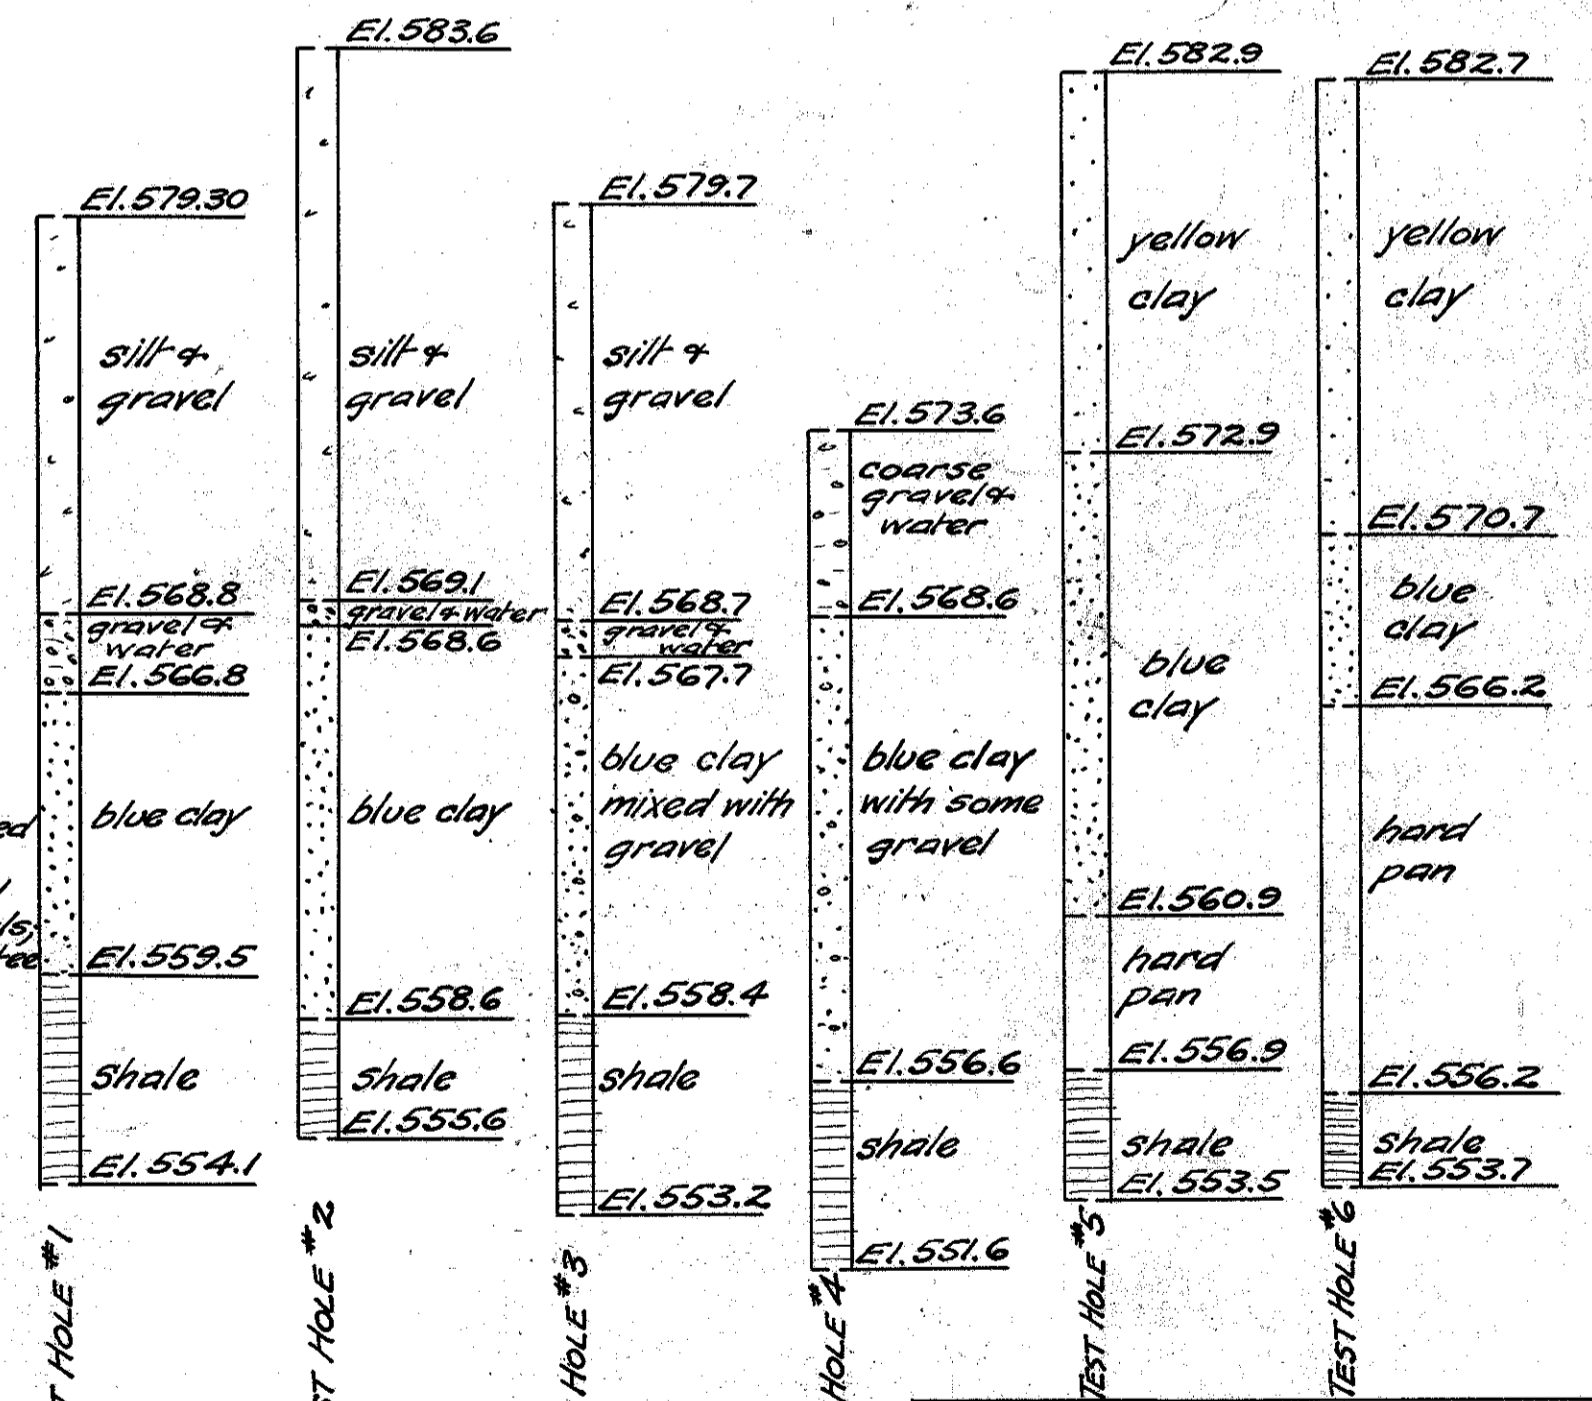 El. 579.30
silt &
gravel
El. 568.8
gravel &
water
El. 566.8
blue clay
El. 559.5
shale
El. 554.1
HOLE #1
El. 583.6
silt &
gravel
El. 569.1
gravel & water
El. 568.6
blue clay
El. 558.6
shale
El. 555.6
HOLE #2
El. 579.7
silt &
gravel
El. 568.7
gravel &
water
El. 567.7
blue clay
mixed with
gravel
El. 558.4
shale
El. 553.2
HOLE #3
El. 573.6
coarse
gravel &
water
El. 568.6
blue clay
with some
gravel
El. 556.6
shale
El. 551.6
HOLE #4
El. 582.9
yellow
clay
El. 572.9
blue
clay
El. 560.9
hard
pan
El. 556.9
shale
El. 553.5
TEST HOLE #5
El. 582.7
yellow
clay
El. 570.7
blue
clay
El. 566.2
hard
pan
El. 556.2
shale
El. 553.7
TEST HOLE #6